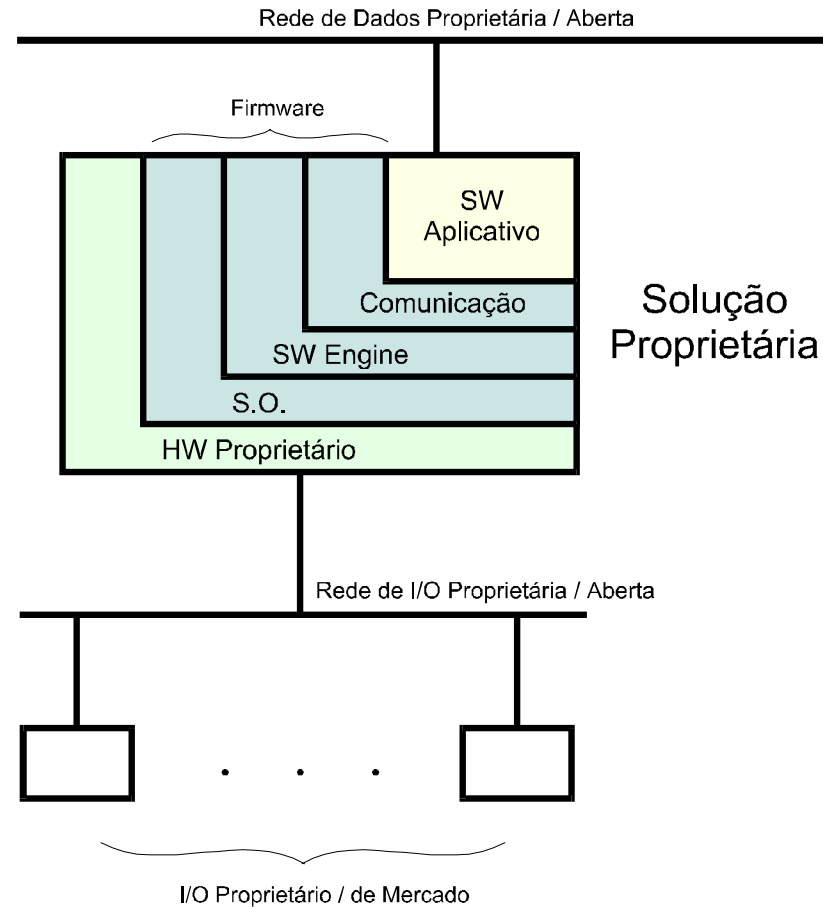 Rede de Dados Proprietária / Aberta
Firmware
SW
Aplicativo
Comunicação
SW Engine
S.O.
HW Proprietário
Solução
Proprietária
Rede de I/O Proprietária / Aberta
I/O Proprietário / de Mercado